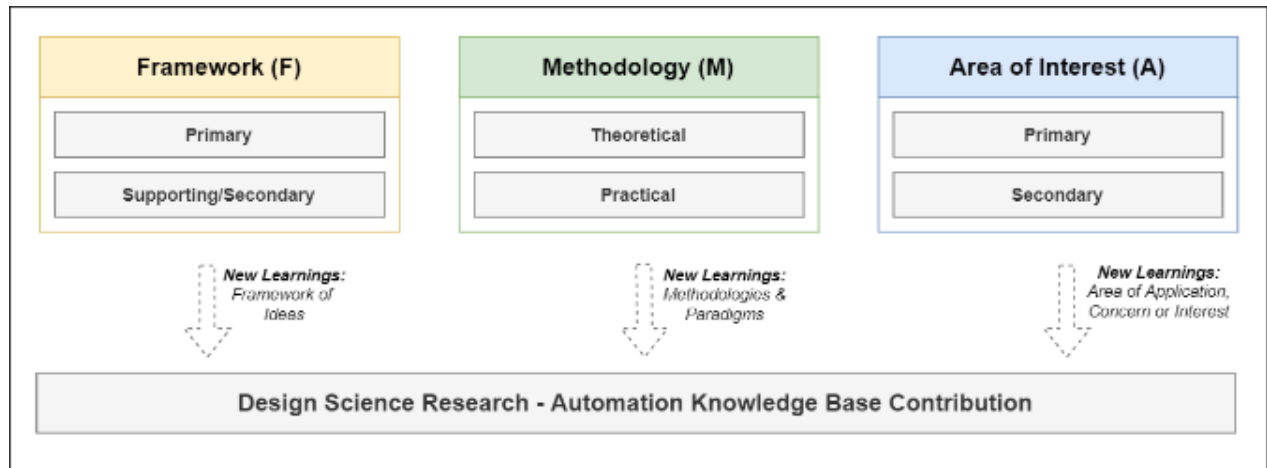 Framework (F)
Primary
Supporting/Secondary
Methodology (M)
Theoretical
Practical
Area of Interest (A)
Primary
Secondary
New Learnings:
Framework of
Ideas
New Learnings:
Methodologies &
Paradigms
New Learnings:
Area of Application,
Concern or Interest
Design Science Research - Automation Knowledge Base Contribution